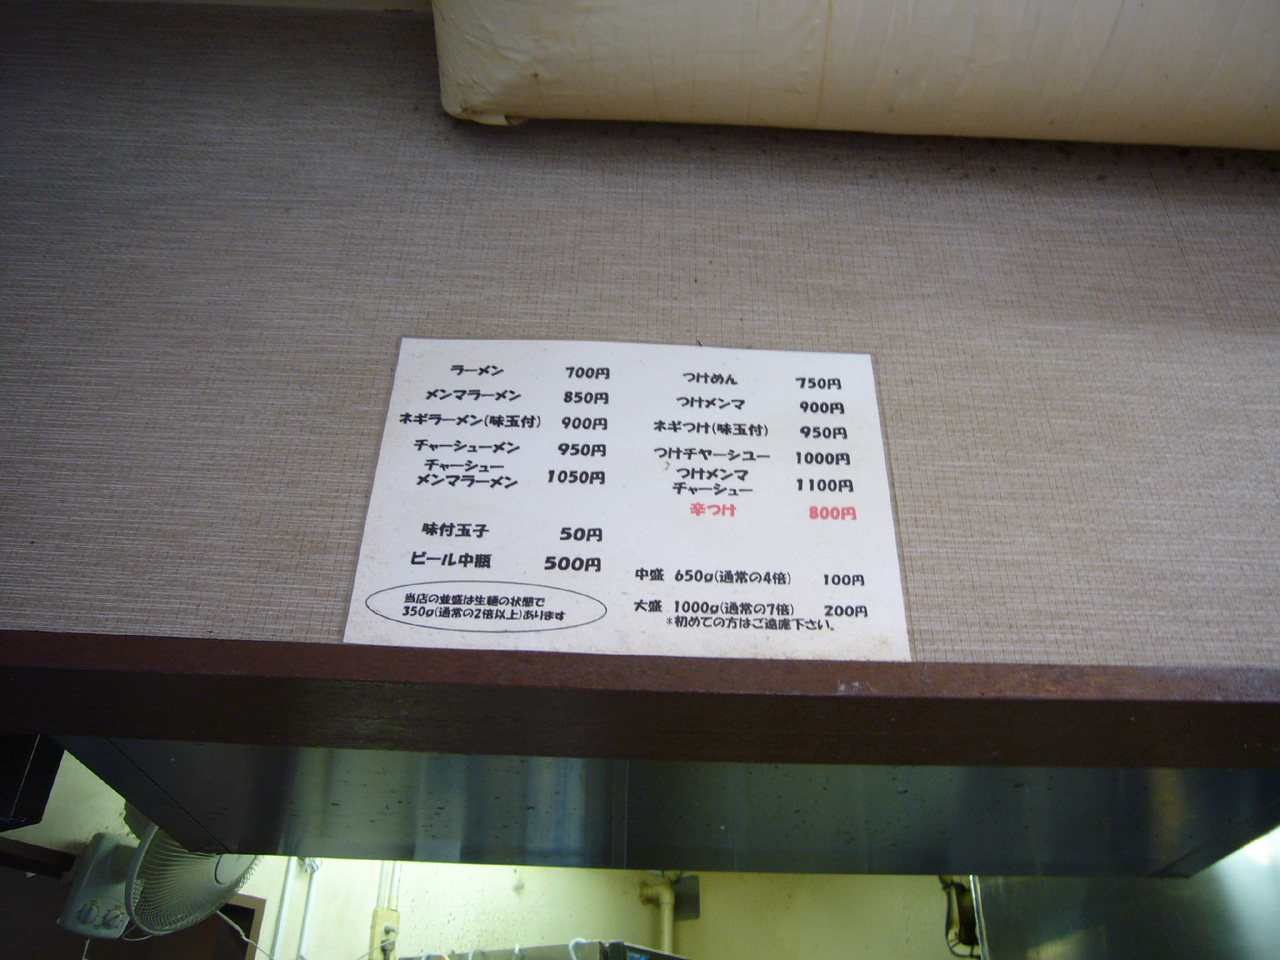 ラーメン 700円
メンマラーメン 850円
ネギラーメン(味玉付) 900円
チャーシューメン 950円
チャーシュー
メンマラーメン 1050円
味付玉子 50円
ビール中瓶 500円
当店の並盛は生麺の状態で
350g(通常の2倍以上)あります
つけめん 750円
つけメンマ 900円
ネギつけ(味玉付) 950円
つけチヤーシユー 1000円
つけメンマ
チャーシュー 1100円
辛つけ 800円
中盛 650g(通常の4倍) 100円
大盛 1000g(通常の7倍) 200円
*初めての方はご遠慮下さい。